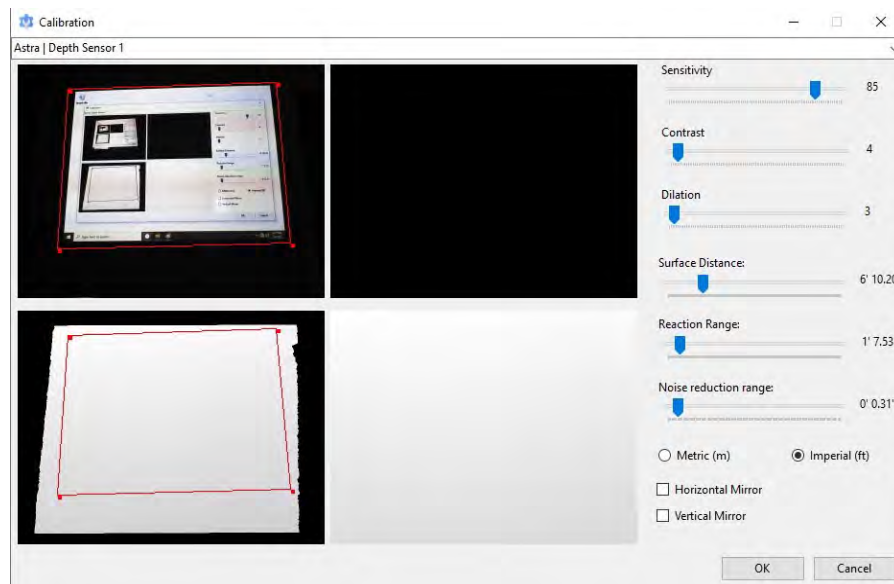 Calibration
Astra | Depth Sensor 1
Sensitivity
85
Contrast
4
Dilation
3
Surface Distance:
6' 10.20
Reaction Range:
1' 7.53
Noise reduction range:
0' 0.31"
Metric (m)
Imperial (ft)
Horizontal Mirror
Vertical Mirror
OK
Cancel